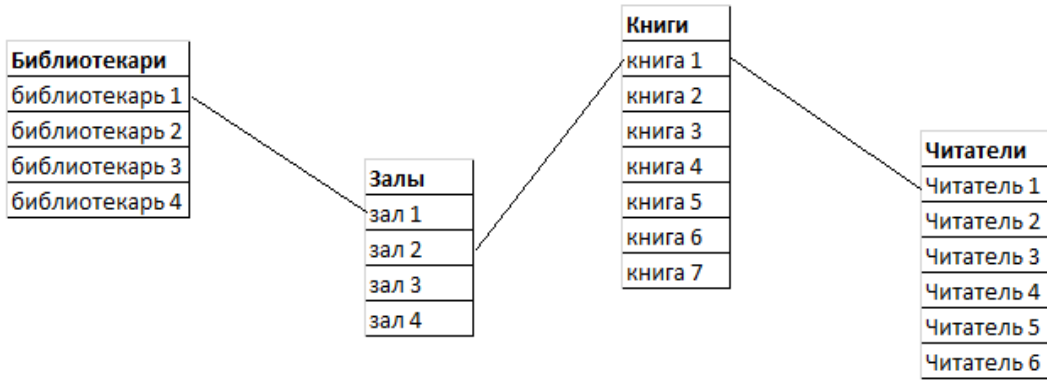 Библиотекари
библиотекарь 1
библиотекарь 2
библиотекарь 3
библиотекарь 4
Залы
зал 1
зал 2
зал 3
зал 4
Книги
книга 1
книга 2
книга 3
книга 4
книга 5
книга 6
книга 7
Читатели
Читатель 1
Читатель 2
Читатель 3
Читатель 4
Читатель 5
Читатель 6